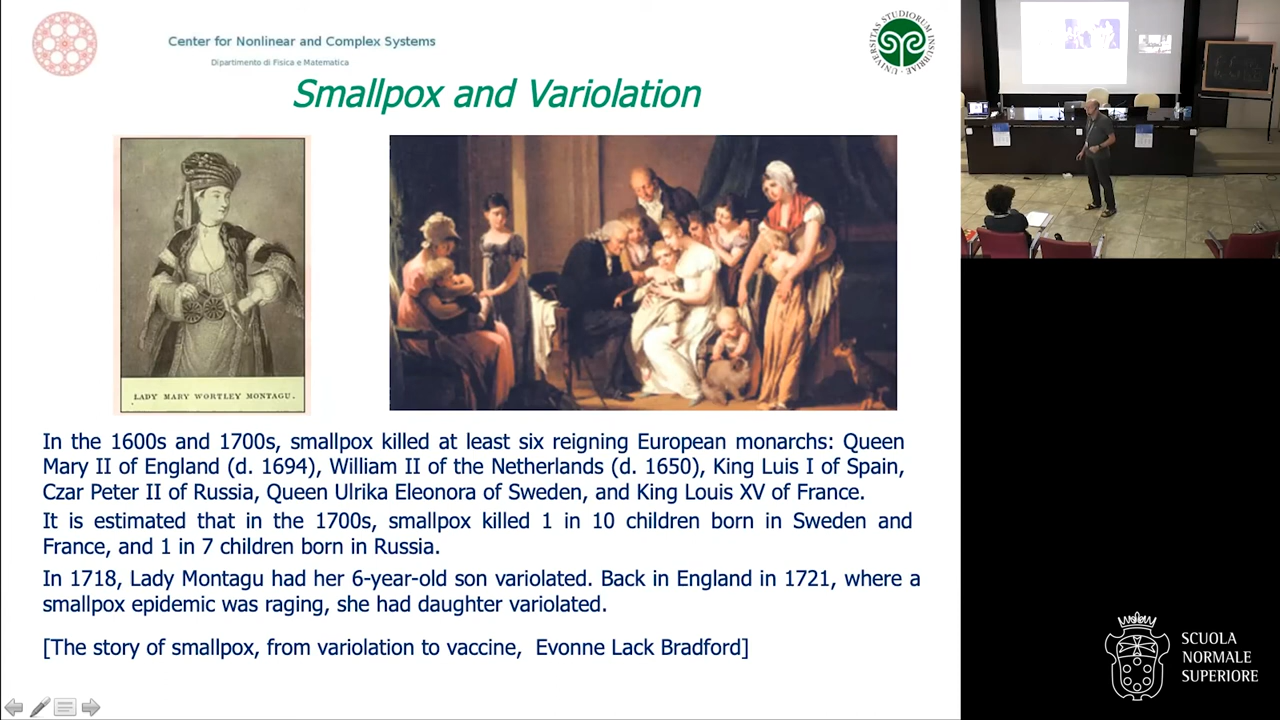 Center for Nonlinear and Complex Systems
Dipartimento di Fisica e Matematica
UNIVERSITAS STUDIORUM INSUBRIAE
Smallpox and Variolation
LADY MARY WORTLEY MONTAGU.
In the 1600s and 1700s, smallpox killed at least six reigning European monarchs: Queen
Mary II of England (d. 1694), William II of the Netherlands (d. 1650), King Luis I of Spain,
Czar Peter II of Russia, Queen Ulrika Eleonora of Sweden, and King Louis XV of France.
It is estimated that in the 1700s, smallpox killed 1 in 10 children born in Sweden and
France, and 1 in 7 children born in Russia.
In 1718, Lady Montagu had her 6-year-old son variolated. Back in England in 1721, where a
smallpox epidemic was raging, she had daughter variolated.
[The story of smallpox, from variolation to vaccine, Evonne Lack Bradford]
SCUOLA
NORMALE
SUPERIORE